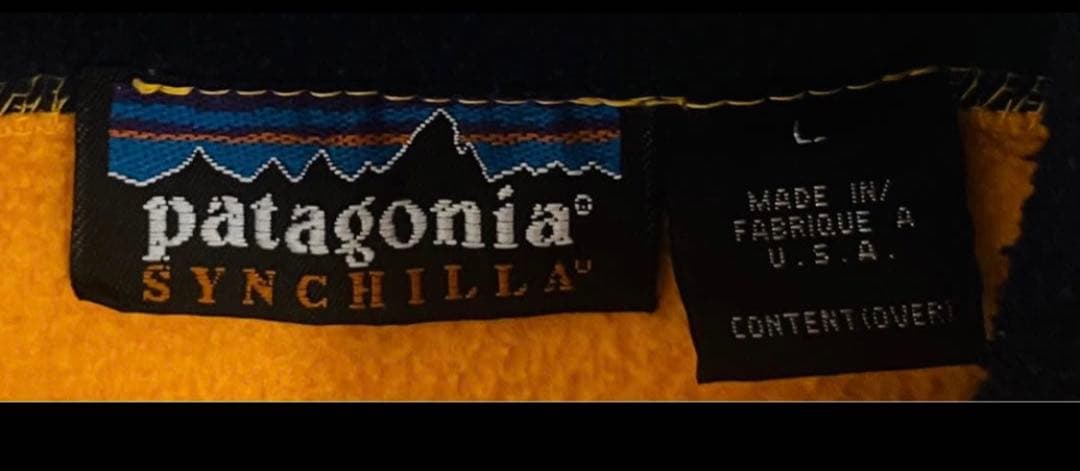 patagonia®
SYNCHILLA
L
MADE IN/
FABRIQUE A
U.S.A.
CONTENT(OVER)